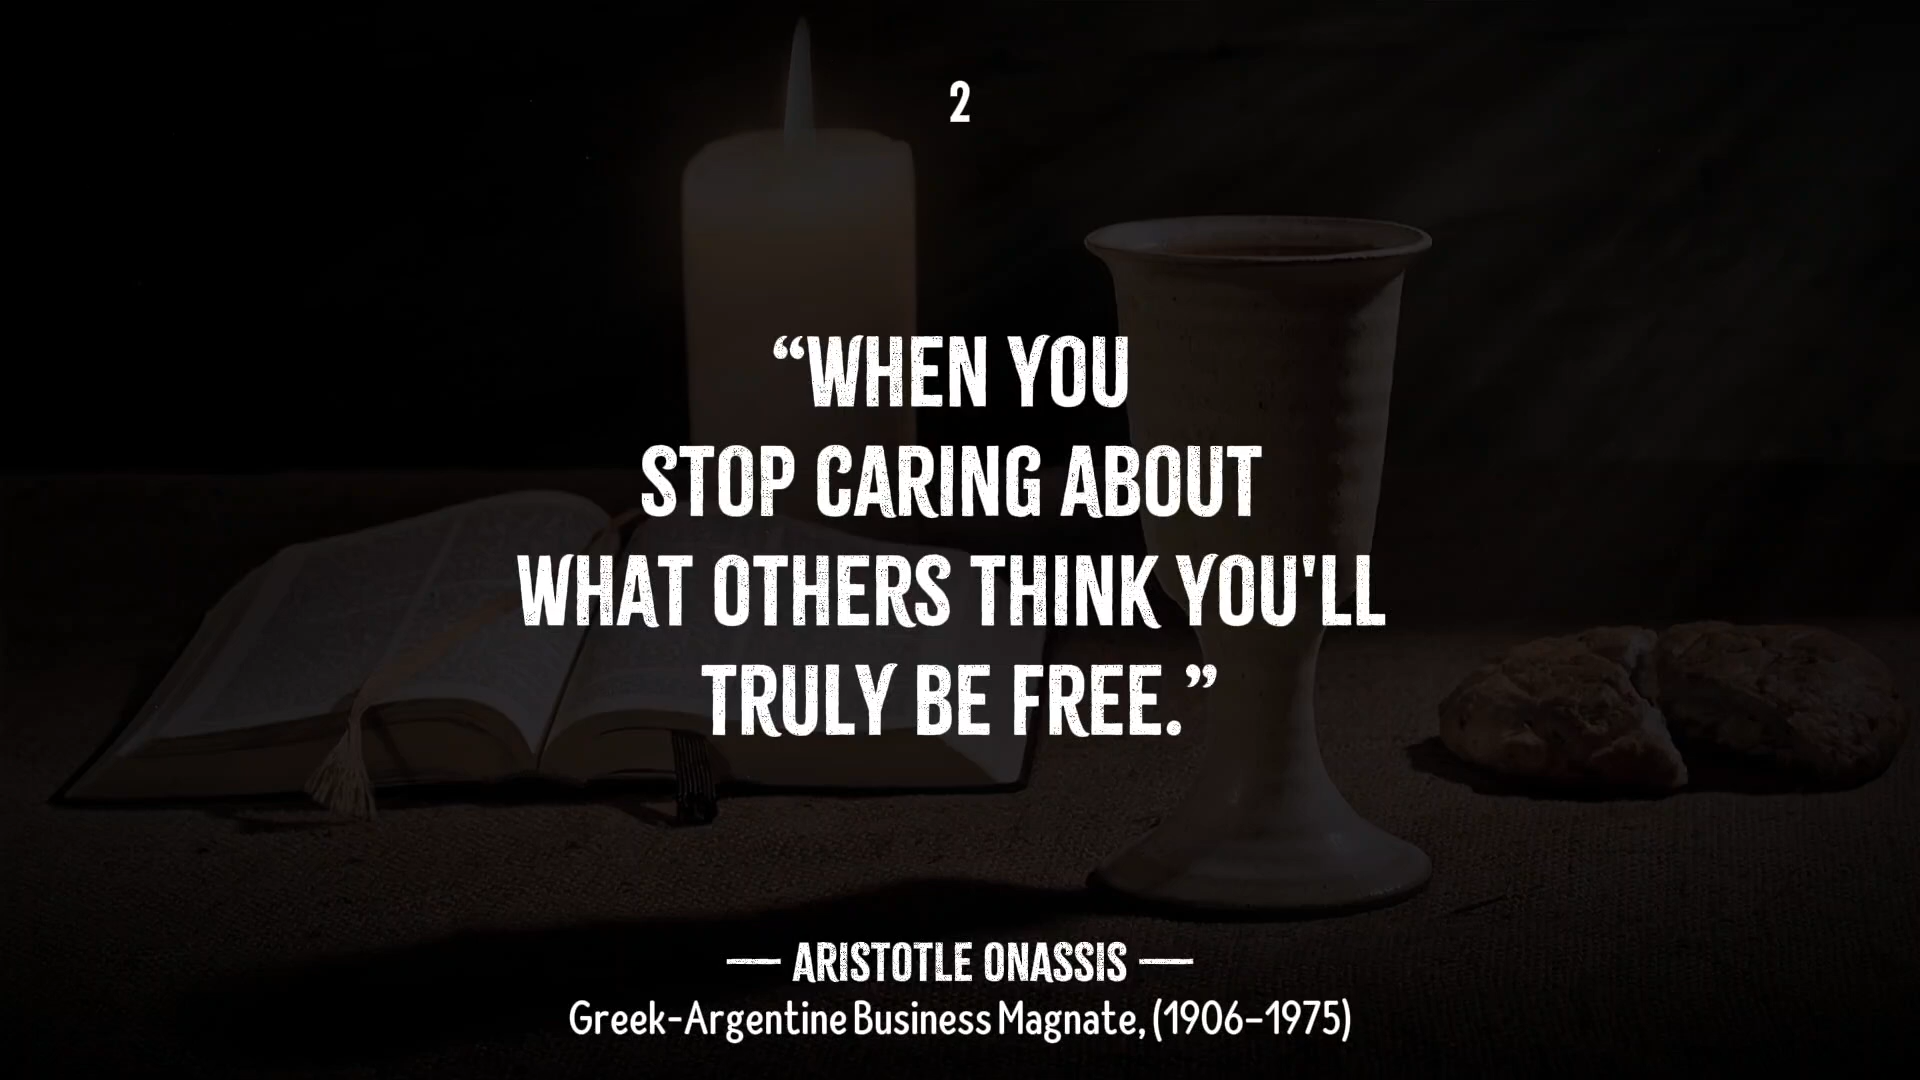 2
“WHEN YOU
STOP CARING ABOUT
WHAT OTHERS THINK YOU'LL
TRULY BE FREE.”
— ARISTOTLE ONASSIS —
Greek-Argentine Business Magnate, (1906-1975)